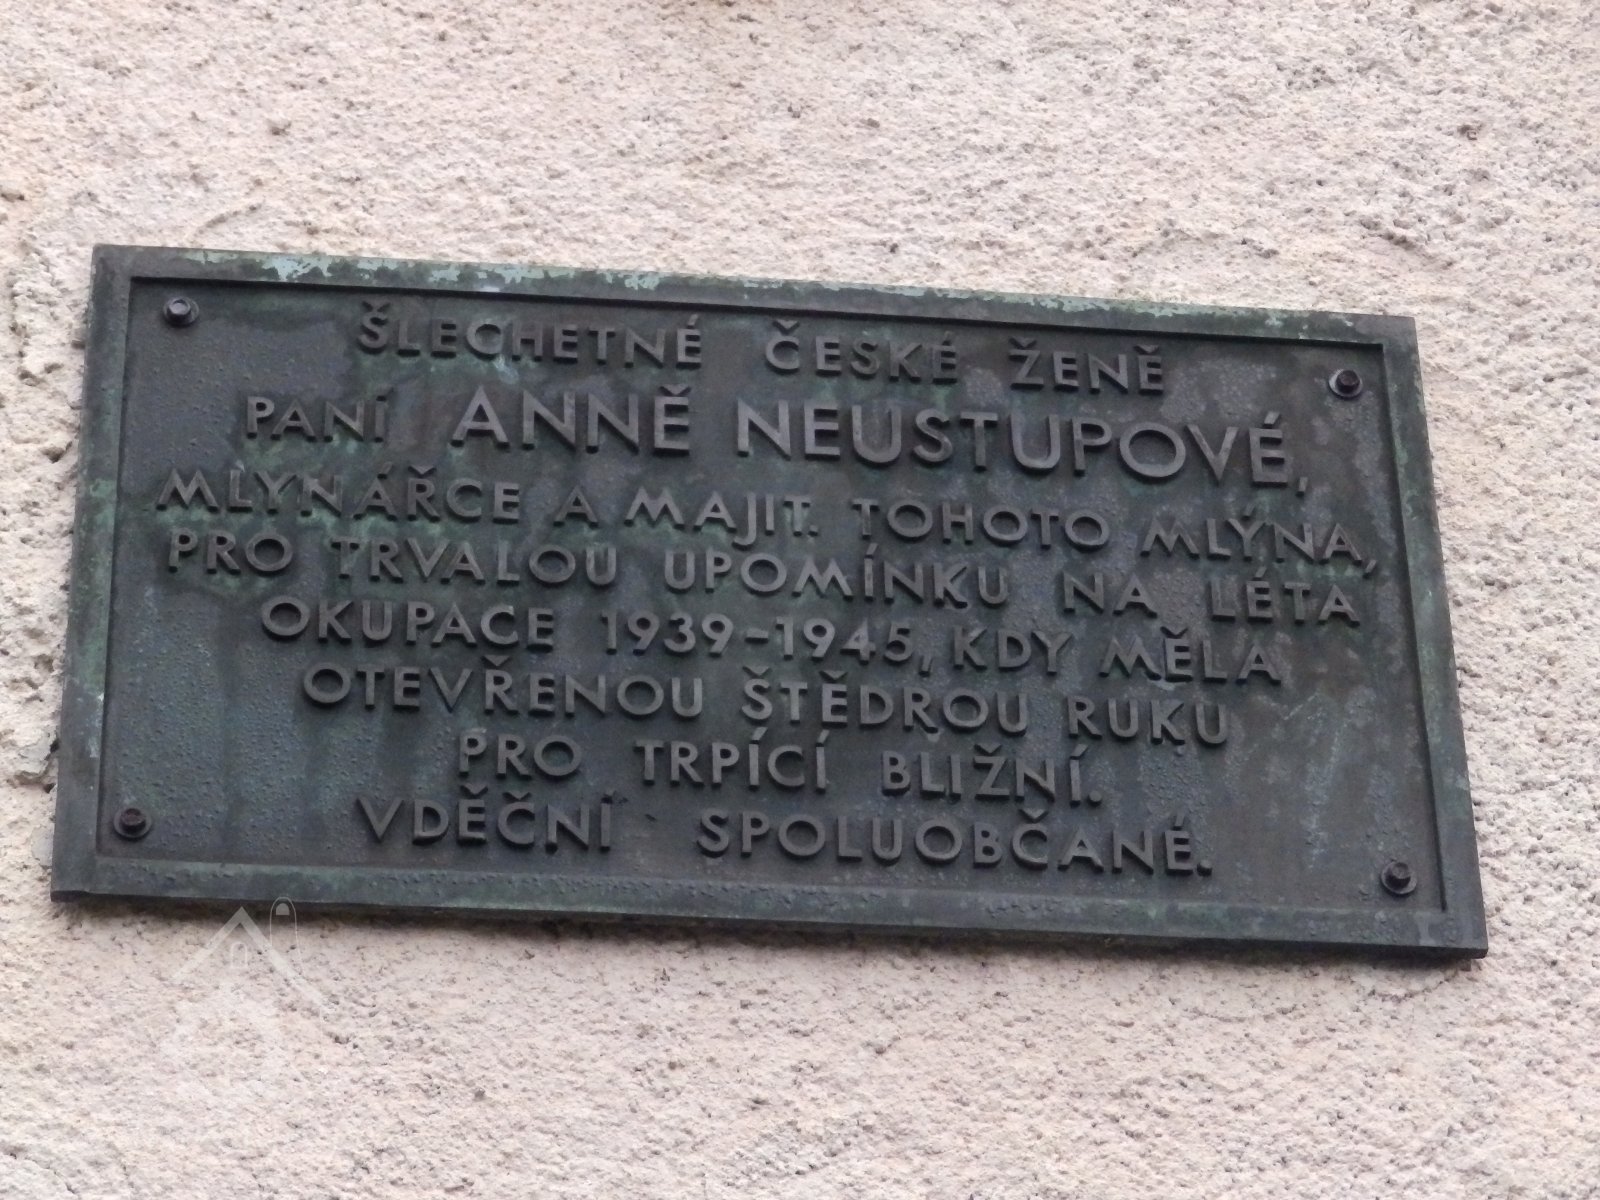 ŠLECHETNÉ ČESKÉ ŽENĚ
PANÍ ANNĚ NEUSTUPOVÉ,
MLYNÁŘCE A MAJIT. TOHOTO MLÝNA,
PRO TRVALOU UPOMÍNKU NA LÉTA
OKUPACE 1939-1945, KDY MĚLA
OTEVŘENOU ŠTĚDROU RUKU
PRO TRPÍCÍ BLIŽNÍ.
VDĚČNÍ SPOLUOBČANÉ.